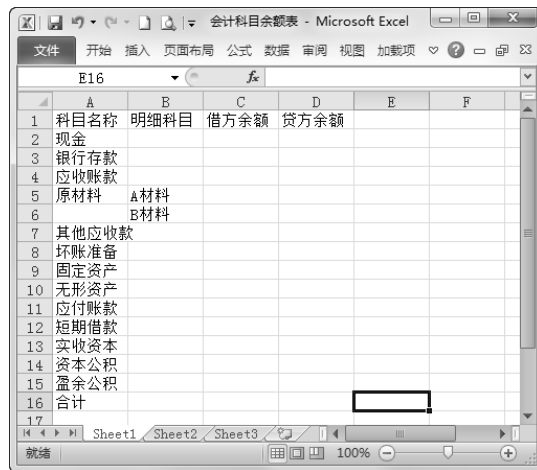 会计科目余额表 - Microsoft Excel
文件 开始 插入 页面布局 公式 数据 审阅 视图 加载项
E16 fx
A B C D E F
1 科目名称 明细科目 借方余额 贷方余额
2 现金
3 银行存款
4 应收账款
5 原材料 A材料
6 B材料
7 其他应收款
8 坏账准备
9 固定资产
10 无形资产
11 应付账款
12 短期借款
13 实收资本
14 资本公积
15 盈余公积
16 合计
17
Sheet1 Sheet2 Sheet3
就绪 100%